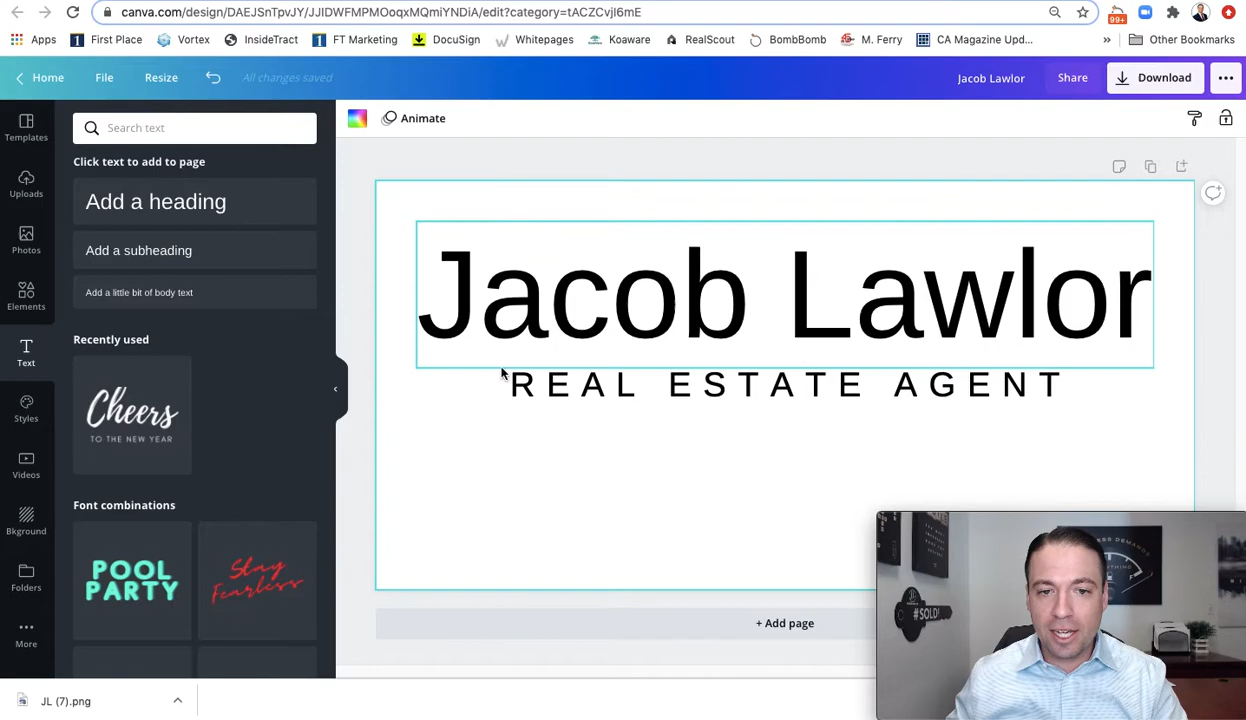 canva.com/design/DAEJSnTpvJY/JJIDWFMPMOoqxMQmiYNDiA/edit?category=tACZCvjI6mE
99+
Apps First Place Vortex InsideTract FT Marketing DocuSign Whitepages Koaware RealScout BombBomb M. Ferry CA Magazine Upd... » Other Bookmarks
Home File Resize All changes saved Jacob Lawlor Share Download
Templates
Uploads
Photos
Elements
Text
Styles
Videos
Bkground
Folders
More
Search text
Click text to add to page
Add a heading
Add a subheading
Add a little bit of body text
Recently used
Cheers
TO THE NEW YEAR
Font combinations
POOL
PARTY
Stay
Fearless
Animate
Jacob Lawlor
REAL ESTATE AGENT
+ Add page
#SOLD!
JL (7).png